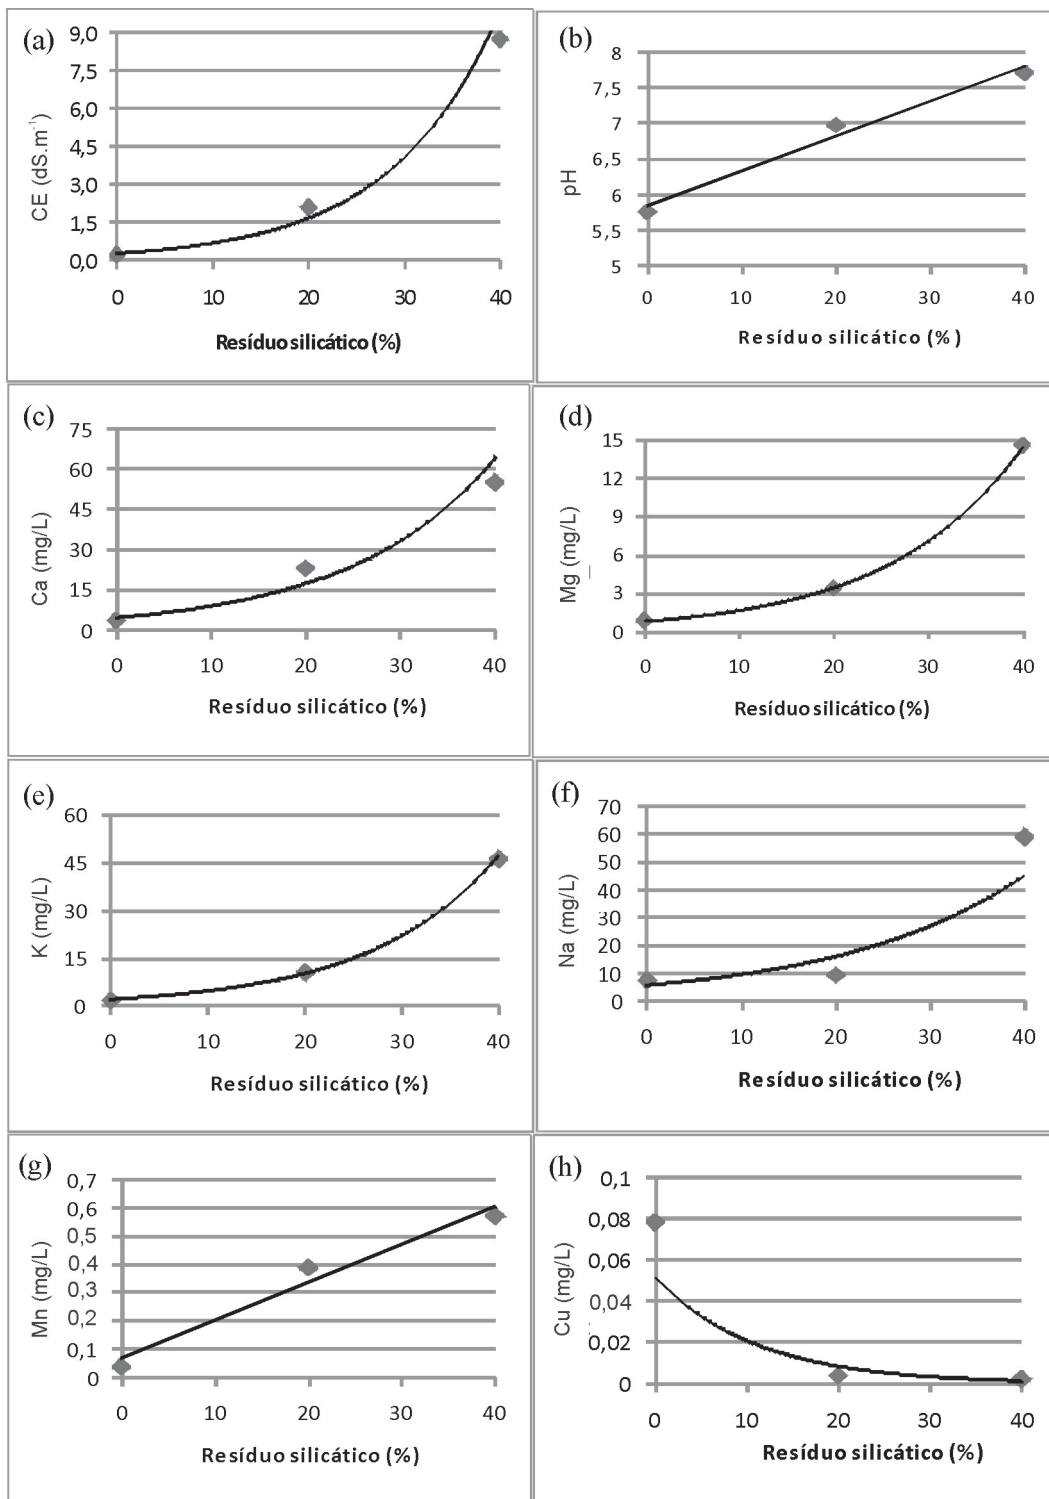 (a)
CE (dS.m⁻¹)
9,0
7,5
6,0
4,5
3,0
1,5
0,0
0 10 20 30 40
Resíduo silicático (%)
(b)
pH
8
7,5
7
6,5
6
5,5
5
0 10 20 30 40
Resíduo silicático (%)
(c)
Ca (mg/L)
75
60
45
30
15
0
0 10 20 30 40
Resíduo silicático (%)
(d)
Mg (mg/L)
15
12
9
6
3
0
0 10 20 30 40
Resíduo silicático (%)
(e)
K (mg/L)
60
45
30
15
0
0 10 20 30 40
Resíduo silicático (%)
(f)
Na (mg/L)
70
60
50
40
30
20
10
0
0 10 20 30 40
Resíduo silicático (%)
(g)
Mn (mg/L)
0,7
0,6
0,5
0,4
0,3
0,2
0,1
0
0 10 20 30 40
Resíduo silicático (%)
(h)
Cu (mg/L)
0,1
0,08
0,06
0,04
0,02
0
0 10 20 30 40
Resíduo silicático (%)